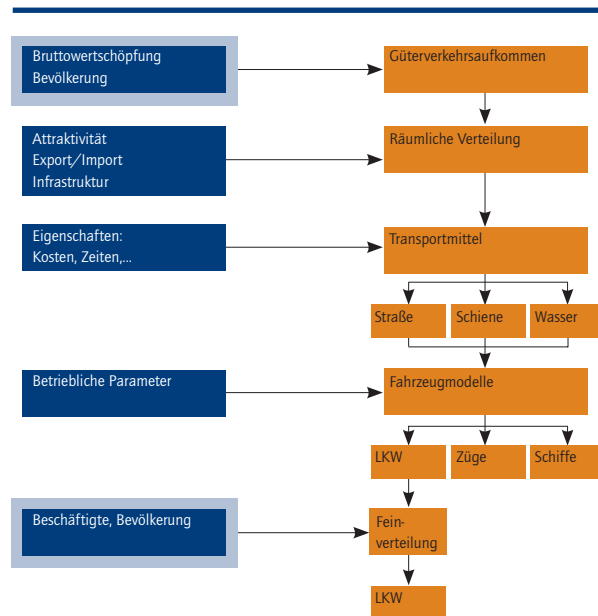 Bruttowertschöpfung
Bevölkerung
Güterverkehrsaufkommen
Attraktivität
Export/Import
Infrastruktur
Räumliche Verteilung
Eigenschaften:
Kosten, Zeiten,...
Transportmittel
Straße
Schiene
Wasser
Betriebliche Parameter
Fahrzeugmodelle
LKW
Züge
Schiffe
Beschäftigte, Bevölkerung
Fein-
verteilung
LKW